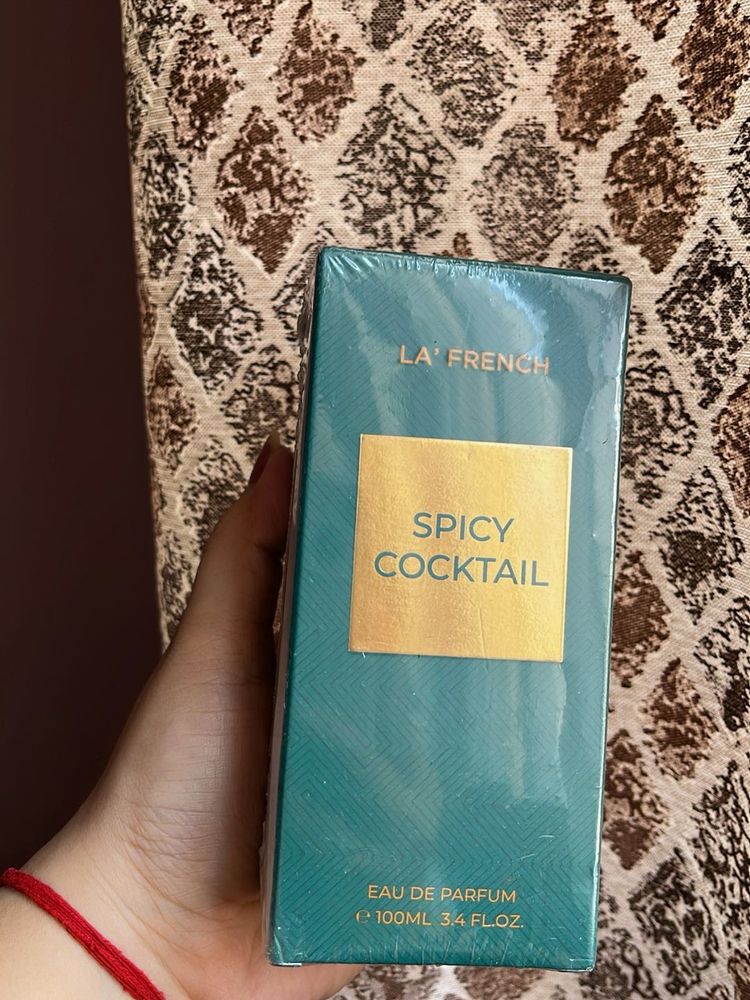 LA' FRENCH
SPICY
COCKTAIL
EAU DE PARFUM
℮ 100ML 3.4 FL.OZ.